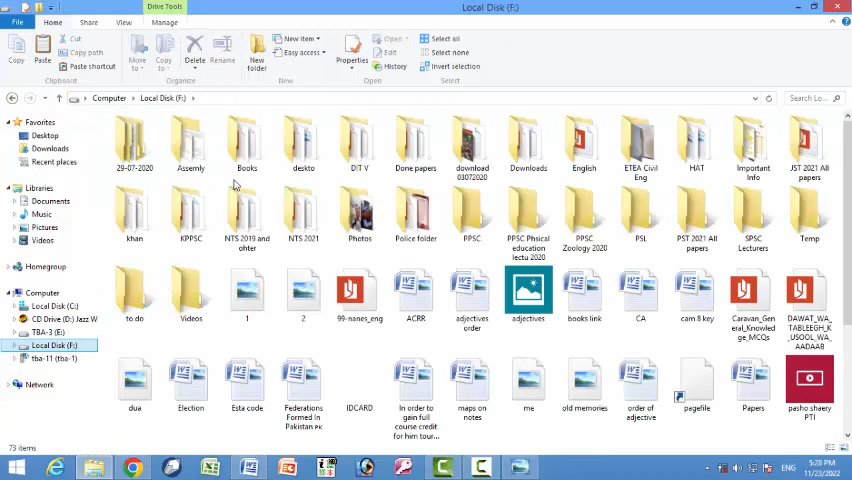 Drive Tools
Local Disk (F:)
File
Home
Share
View
Manage
Copy
Paste
Cut
Copy path
Paste shortcut
Clipboard
Move to
Copy to
Delete
Rename
Organize
New folder
New item
Easy access
New
Properties
Open
Edit
History
Open
Select all
Select none
Invert selection
Select
Computer
Local Disk (F:)
Search Lo...
Favorites
Desktop
Downloads
Recent places
Libraries
Documents
Music
Pictures
Videos
Homegroup
Computer
Local Disk (C:)
CD Drive (D:) Jazz W
TBA-3 (E:)
Local Disk (F:)
tba-11 (tba-1)
Network
29-07-2020
Assemly
Books
deskto
DIT V
Done papers
download 03072020
Downloads
English
ETEA Civil Eng
HAT
Important Info
JST 2021 All papers
khan
KPPSC
NTS 2019 and ohter
NTS 2021
Photos
Police folder
PPSC
PPSC Phsical education lectu 2020
PPSC Zoology 2020
PSL
PST 2021 All papers
SPSC Lecturers
Temp
to do
Videos
1
2
99-nanes_eng
ACRR
adjectives order
adjectives
books link
CA
cam 8 key
Caravan_General_Knowledge_MCQs
DAWAT_WA_TABLEEGH_K_USOOL_WA_AADAAB
dua
Election
Esta code
Federations Formed In Pakistan PK
IDCARD
In order to gain full course credit for him tour...
maps on notes
me
old memories
order of adjective
pagefile
Papers
pasho shaery PTI
73 items
ENG
5:28 PM
11/23/2022